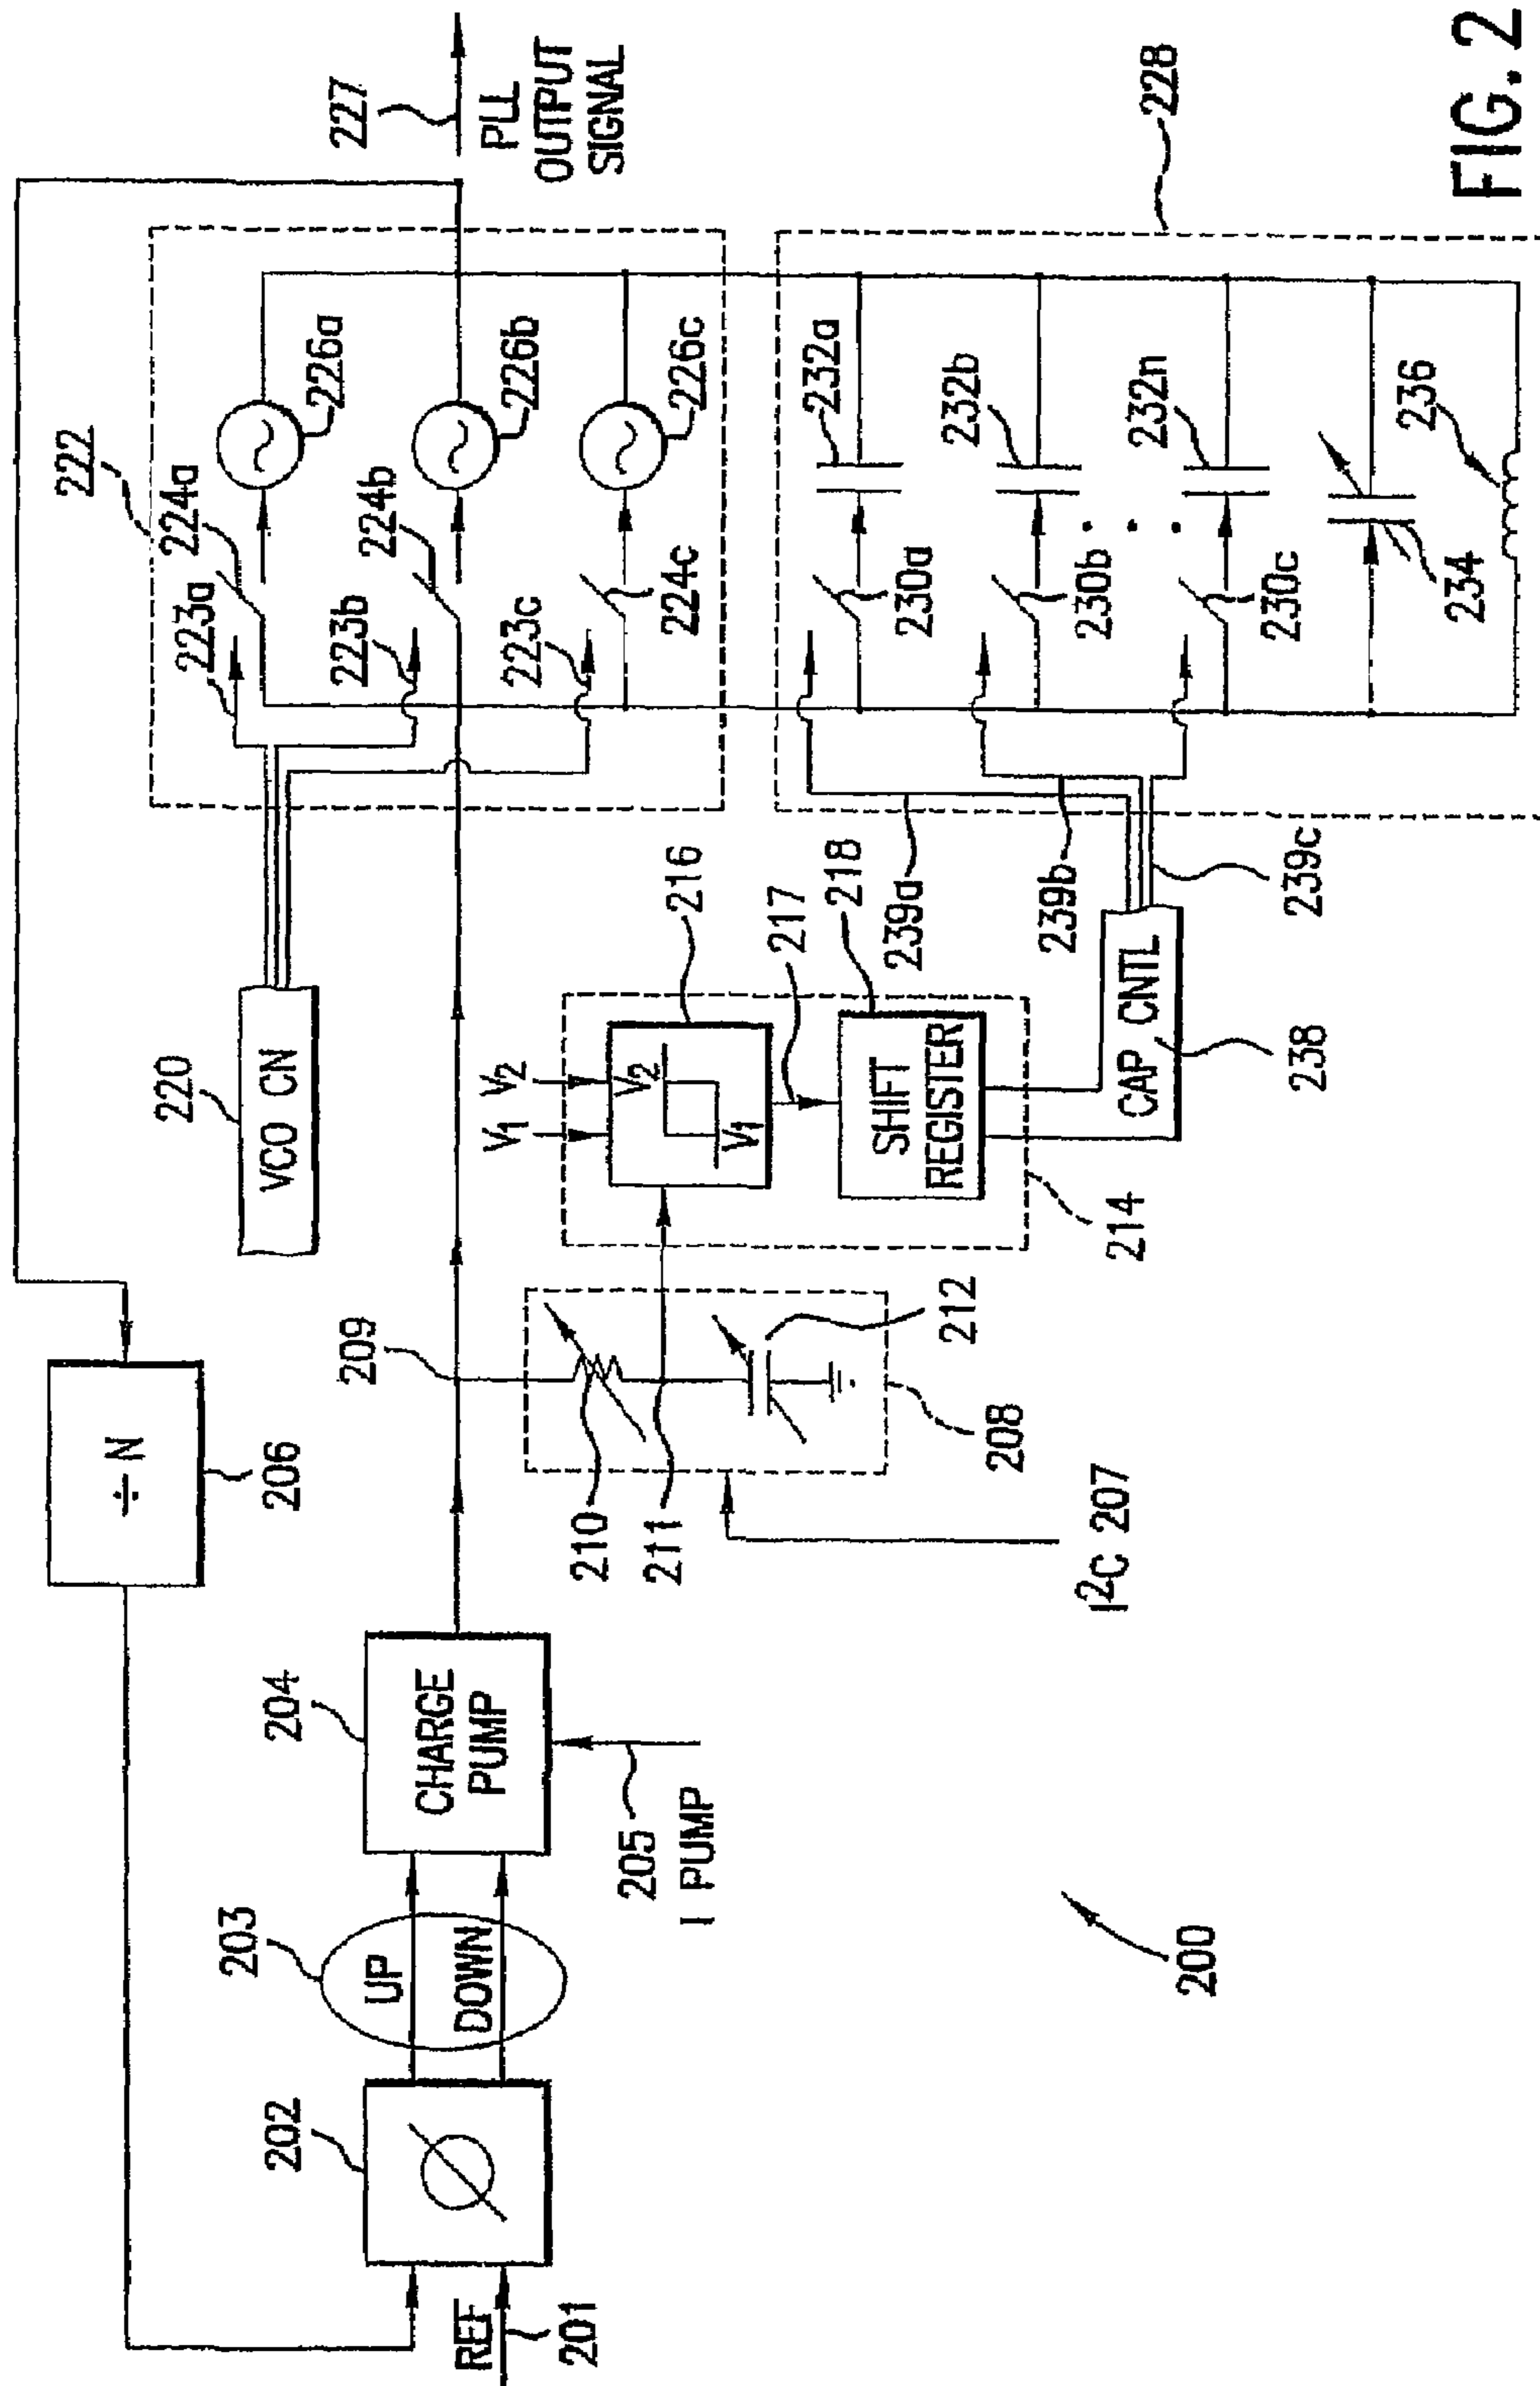 227
PLL
OUTPUT
SIGNAL
222
224a
223a
226a
224b
223b
226b
223c
224c
226c
228
232a
230a
232b
230b
232n
230c
234
236
220
VCO CN
206
÷ N
209
V1 V2
216
V2
V1
217
218
SHIFT
REGISTER
214
239a
239b
239c
CAP CNTL
238
210
211
212
208
I2C 207
204
CHARGE
PUMP
205
I PUMP
203
UP
DOWN
202
REF
201
200
FIG. 2